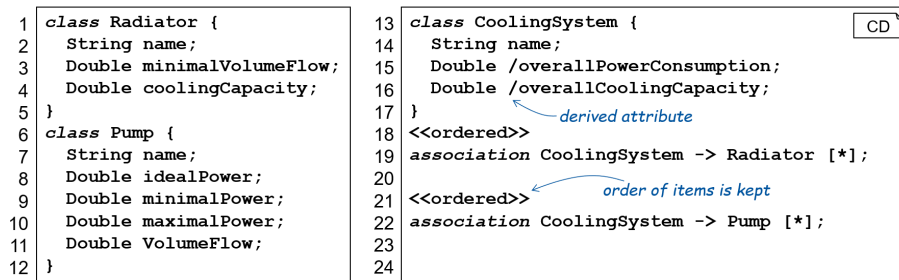 1 class Radiator {
2 String name;
3 Double minimalVolumeFlow;
4 Double coolingCapacity;
5 }
6 class Pump {
7 String name;
8 Double idealPower;
9 Double minimalPower;
10 Double maximalPower;
11 Double VolumeFlow;
12 }
CD
13 class CoolingSystem {
14 String name;
15 Double /overallPowerConsumption;
16 Double /overallCoolingCapacity;
17 } derived attribute
18 <<ordered>>
19 association CoolingSystem -> Radiator [*];
20 order of items is kept
21 <<ordered>>
22 association CoolingSystem -> Pump [*];
23
24